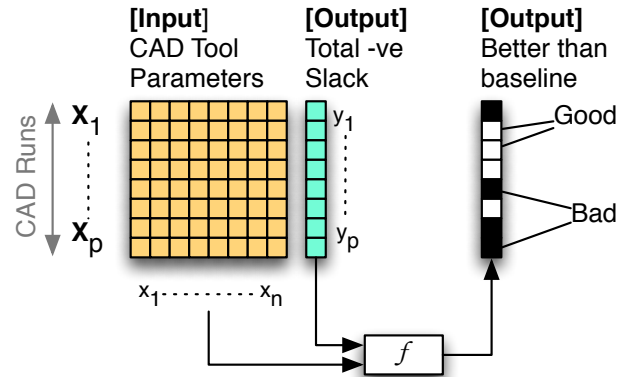 [Input]
CAD Tool
Parameters
[Output]
Total -ve
Slack
[Output]
Better than
baseline
CAD Runs
X1
Xp
y1
yp
Good
Bad
x1
xn
f